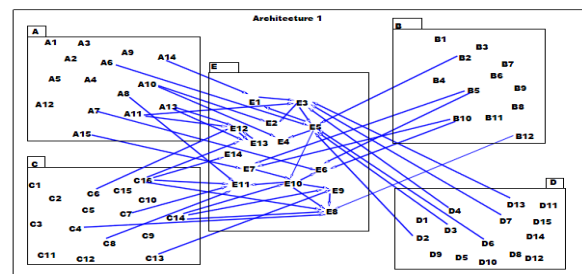 Architecture 1
A
A1 A3
A9 A14
A2 A6
A5 A4 A10
A8
A12 A7 A11 A13
A15
B
B1
B3
B2
B7
B6
B4 B5 B9
B8
B10 B11
B12
E
E1 E3
E2 E5
E12
E13 E4
E14
E7 E6
E11 E10 E9
E8
C
C1 C6 C15 C16
C2 C10
C5
C3 C4 C7 C14
C8 C9
C11 C12 C13
D
D13 D11
D4
D1 D7 D15
D2 D3 D14
D6
D9 D5 D8
D10 D12